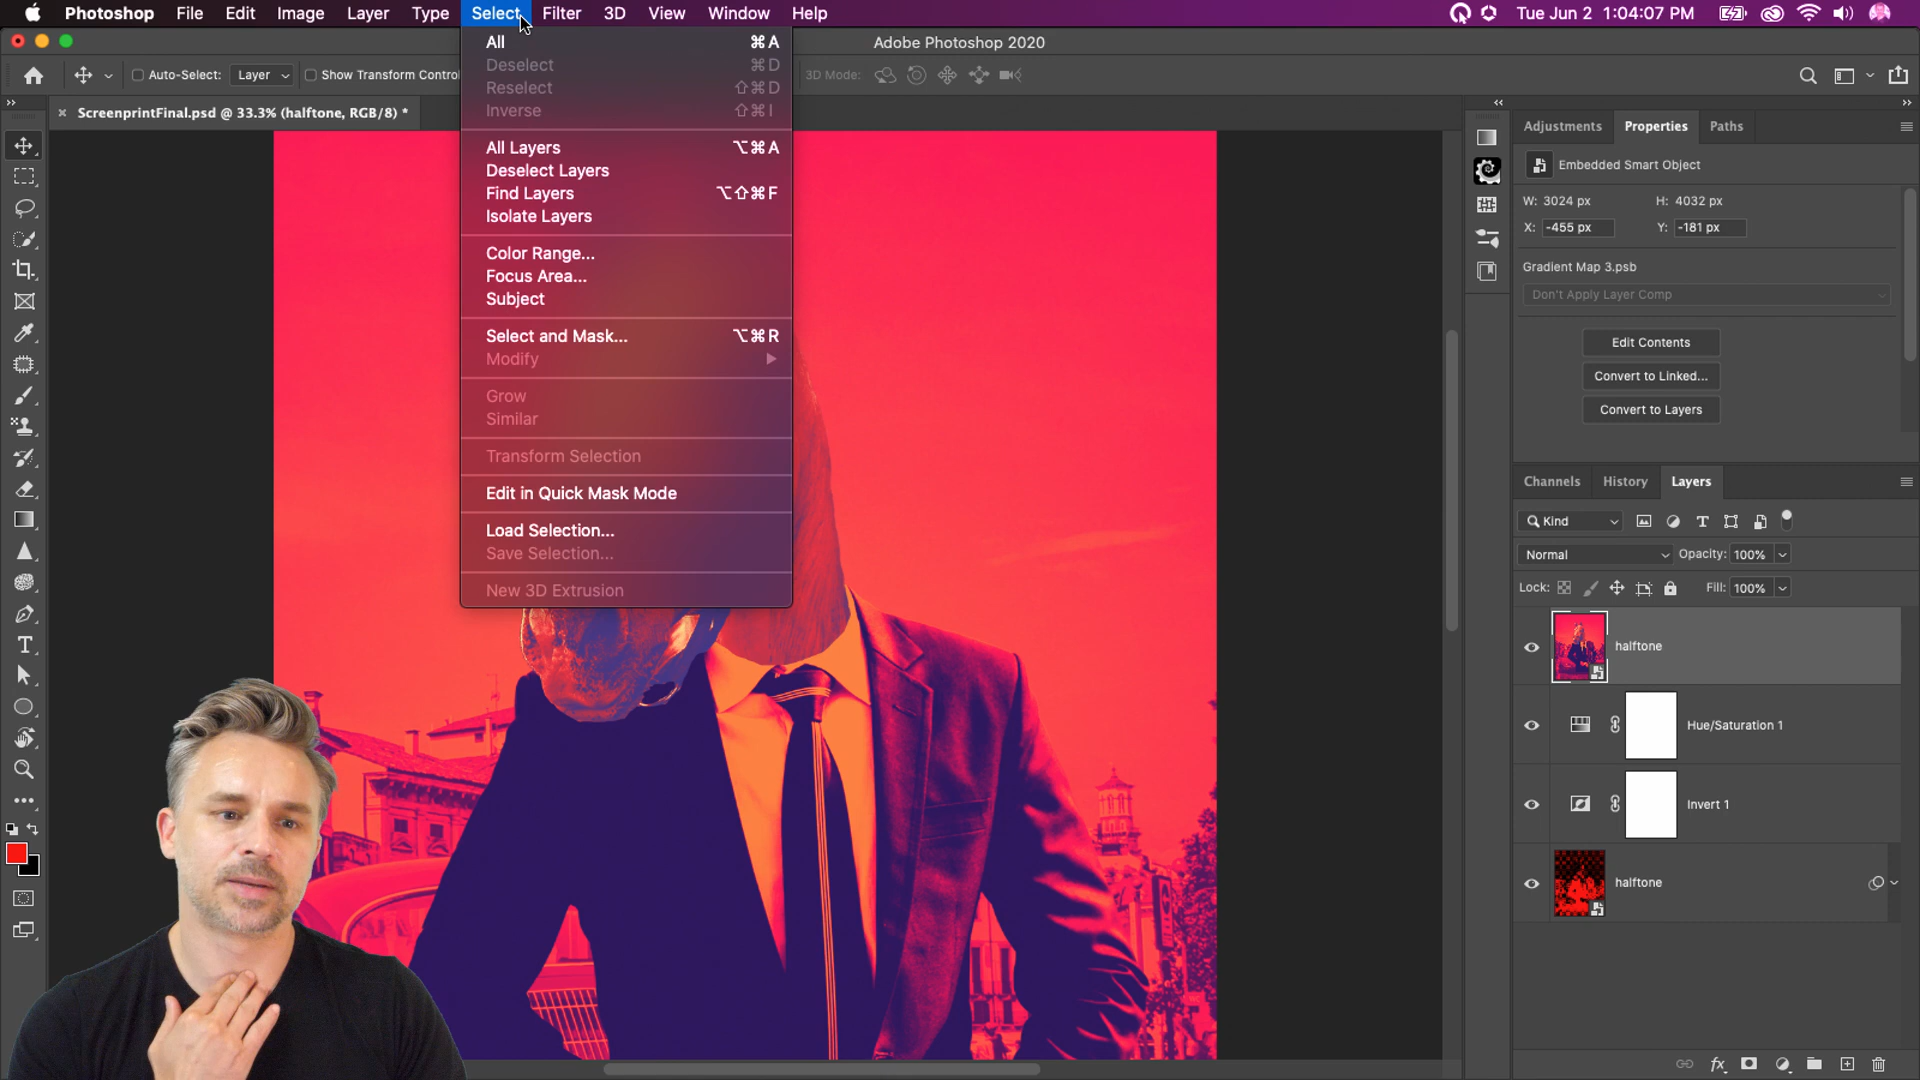 Photoshop File Edit Image Layer Type Select Filter 3D View Window Help Tue Jun 2 1:04:07 PM
Adobe Photoshop 2020
Auto-Select: Layer Show Transform Control 3D Mode:
ScreenprintFinal.psd @ 33.3% (halftone, RGB/8) *
All ⌘A
Deselect ⌘D
Reselect ⇧⌘D
Inverse ⇧⌘I
All Layers ⌥⌘A
Deselect Layers
Find Layers ⌥⇧⌘F
Isolate Layers
Color Range...
Focus Area...
Subject
Select and Mask... ⌥⌘R
Modify
Grow
Similar
Transform Selection
Edit in Quick Mask Mode
Load Selection...
Save Selection...
New 3D Extrusion
Adjustments Properties Paths
Embedded Smart Object
W: 3024 px H: 4032 px
X: -455 px Y: -181 px
Gradient Map 3.psb
Don't Apply Layer Comp
Edit Contents
Convert to Linked...
Convert to Layers
Channels History Layers
Kind
Normal Opacity: 100%
Lock: Fill: 100%
halftone
Hue/Saturation 1
Invert 1
halftone